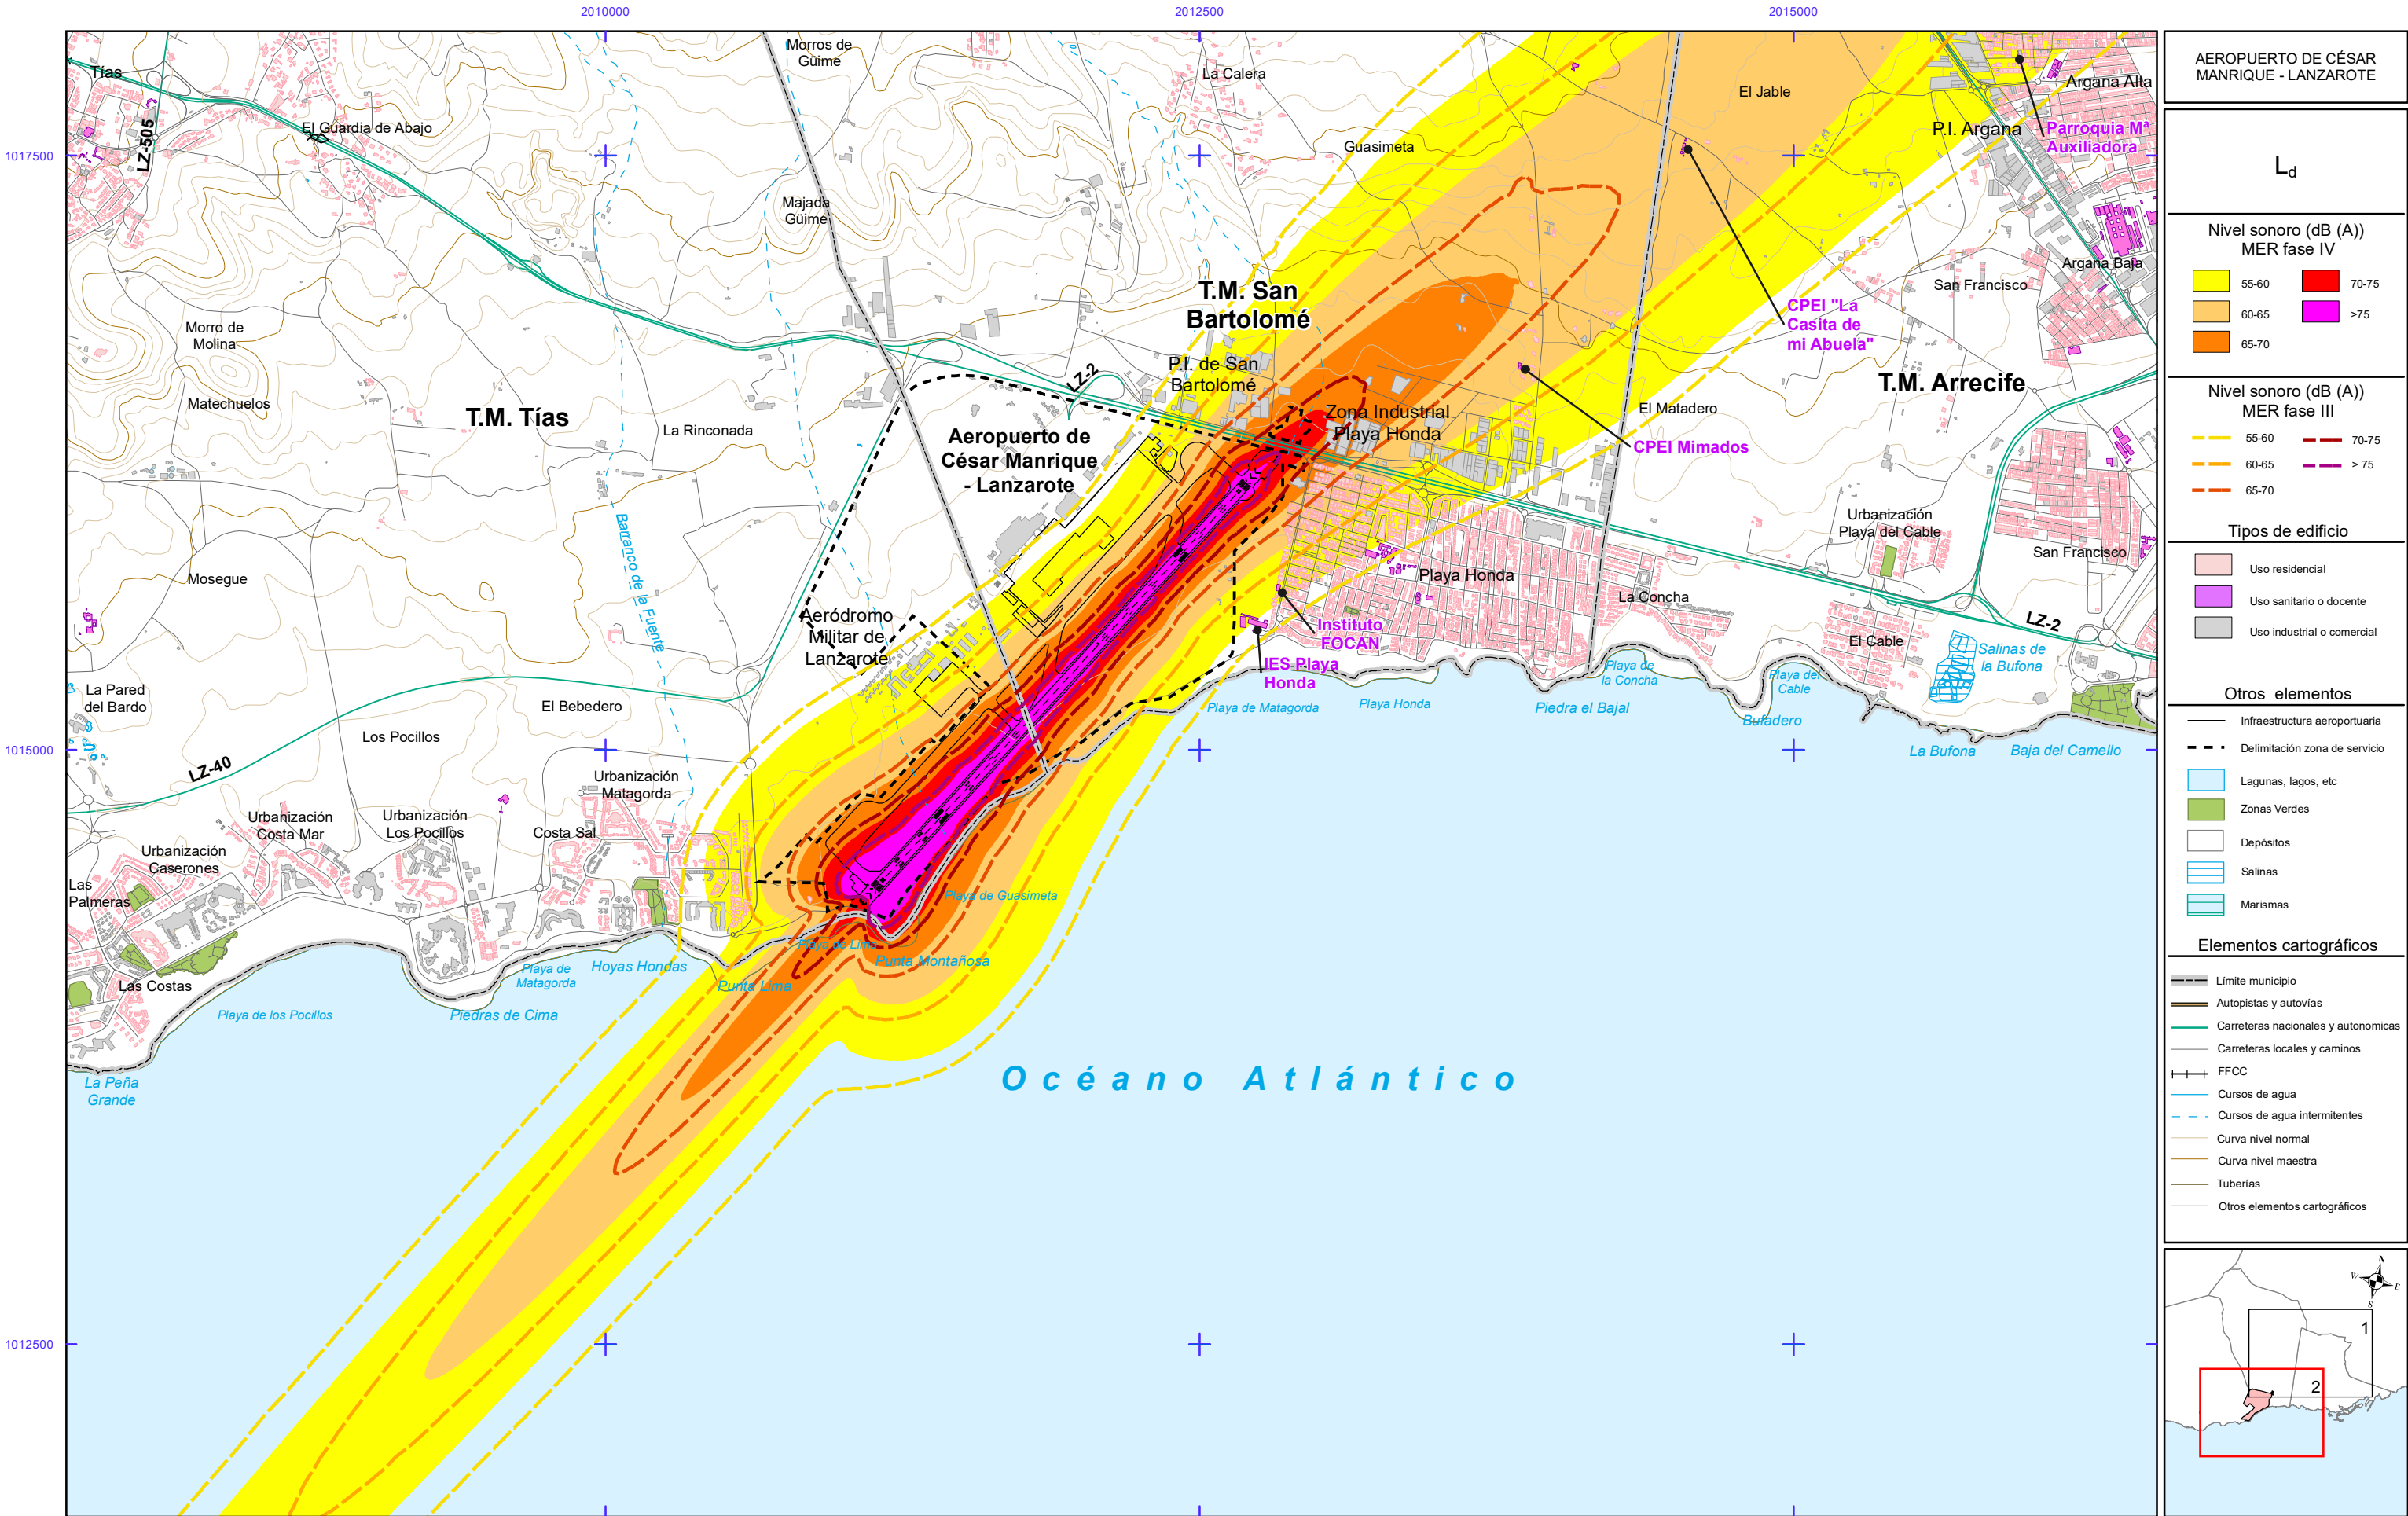 2010000
2012500
2015000
1017500
1015000
1012500
Tías
LZ-505
El Guardia de Abajo
Morros de
Güime
La Calera
El Jable
Argana Alta
P.I. Argana
Parroquia Mª
Auxiliadora
Guasimeta
Majada
Güime
Argana Baja
San Francisco
T.M. San
Bartolomé
CPEI "La
Casita de
mi Abuela"
Morro de
Molina
P.I. de San
Bartolomé
LZ-2
T.M. Arrecife
Matechuelos
T.M. Tías
La Rinconada
Zona Industrial
Playa Honda
El Matadero
CPEI Mimados
Aeropuerto de
César Manrique
- Lanzarote
Barranco de la Fuente
Urbanización
Playa del Cable
San Francisco
Mosegue
Playa Honda
La Concha
Aeródromo
Militar de
Lanzarote
Instituto
FOCAN
LZ-2
El Cable
Salinas de
la Bufona
IES Playa
Honda
Playa de
la Concha
Playa del
Cable
La Pared
del Bardo
El Bebedero
Playa de Matagorda
Playa Honda
Piedra el Bajal
Bufadero
Los Pocillos
La Bufona
Baja del Camello
LZ-40
Urbanización
Matagorda
Urbanización
Costa Mar
Urbanización
Los Pocillos
Costa Sal
Urbanización
Caserones
Las
Palmeras
Playa de Guasimeta
Playa de Lima
Punta Montañosa
Hoyas Hondas
Playa de
Matagorda
Punta Lima
Las Costas
Playa de los Pocillos
Piedras de Cima
La Peña
Grande
Océano Atlántico
AEROPUERTO DE CÉSAR
MANRIQUE - LANZAROTE
Ld
Nivel sonoro (dB (A))
MER fase IV
55-60
70-75
60-65
>75
65-70
Nivel sonoro (dB (A))
MER fase III
55-60
70-75
60-65
> 75
65-70
Tipos de edificio
Uso residencial
Uso sanitario o docente
Uso industrial o comercial
Otros elementos
Infraestructura aeroportuaria
Delimitación zona de servicio
Lagunas, lagos, etc
Zonas Verdes
Depósitos
Salinas
Marismas
Elementos cartográficos
Límite municipio
Autopistas y autovías
Carreteras nacionales y autonomicas
Carreteras locales y caminos
FFCC
Cursos de agua
Cursos de agua intermitentes
Curva nivel normal
Curva nivel maestra
Tuberías
Otros elementos cartográficos
N
W
E
S
1
2